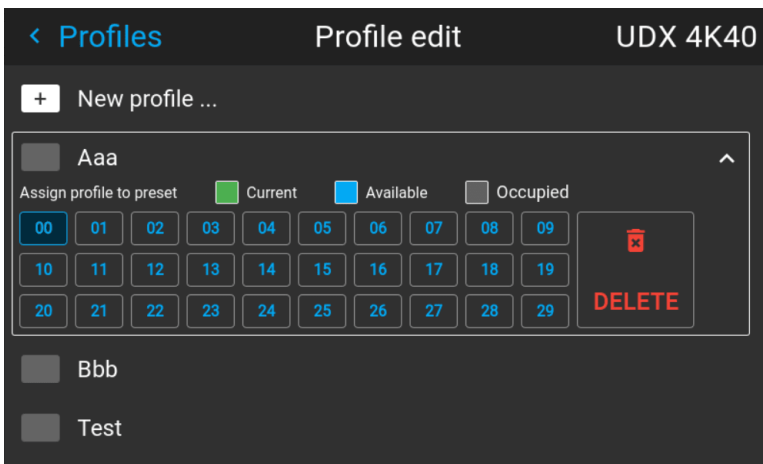 < Profiles Profile edit UDX 4K40
+ New profile ...
Aaa
Assign profile to preset Current Available Occupied
00 01 02 03 04 05 06 07 08 09
10 11 12 13 14 15 16 17 18 19
20 21 22 23 24 25 26 27 28 29
DELETE
Bbb
Test